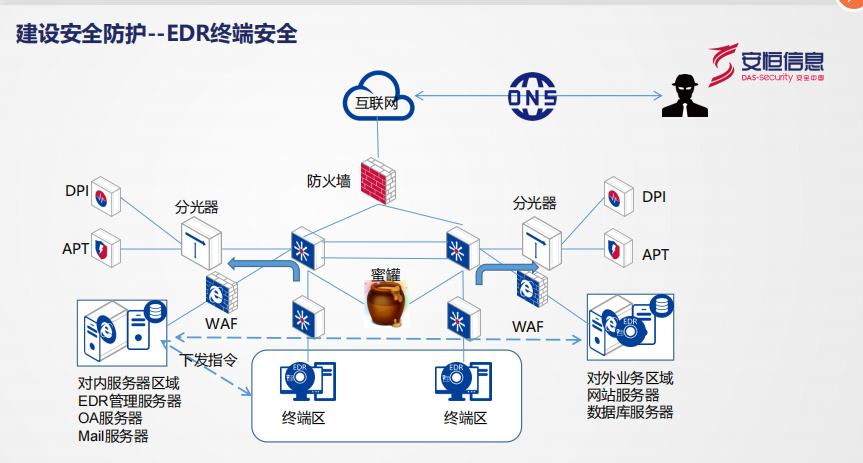 建设安全防护--EDR终端安全
安恒信息
DAS-security 安全中国
互联网
DNS
防火墙
DPI
分光器
分光器
DPI
APT
APT
蜜罐
WAF
WAF
EDR
下发指令
EDR
EDR
对内服务器区域
EDR管理服务器
OA服务器
Mail服务器
终端区
终端区
对外业务区域
网站服务器
数据库服务器